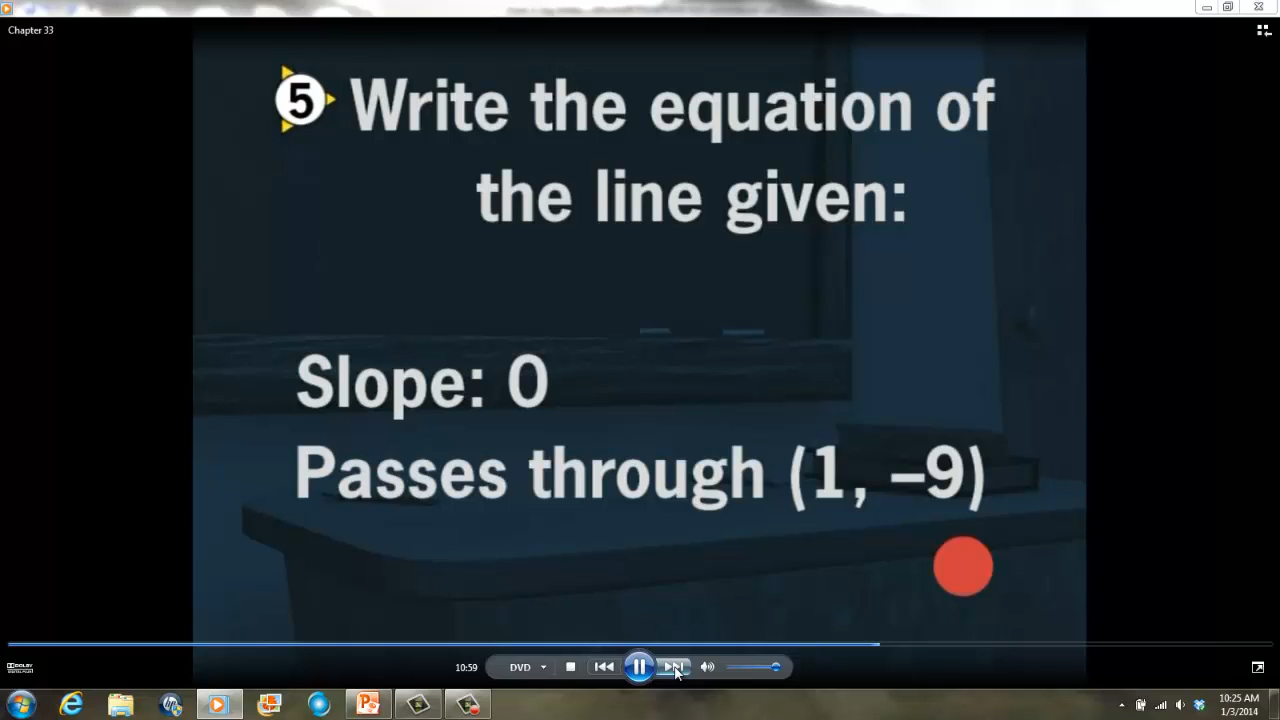 Chapter 33
5 Write the equation of
the line given:
Slope: 0
Passes through (1, –9)
10:59
DVD
10:25 AM
1/3/2014